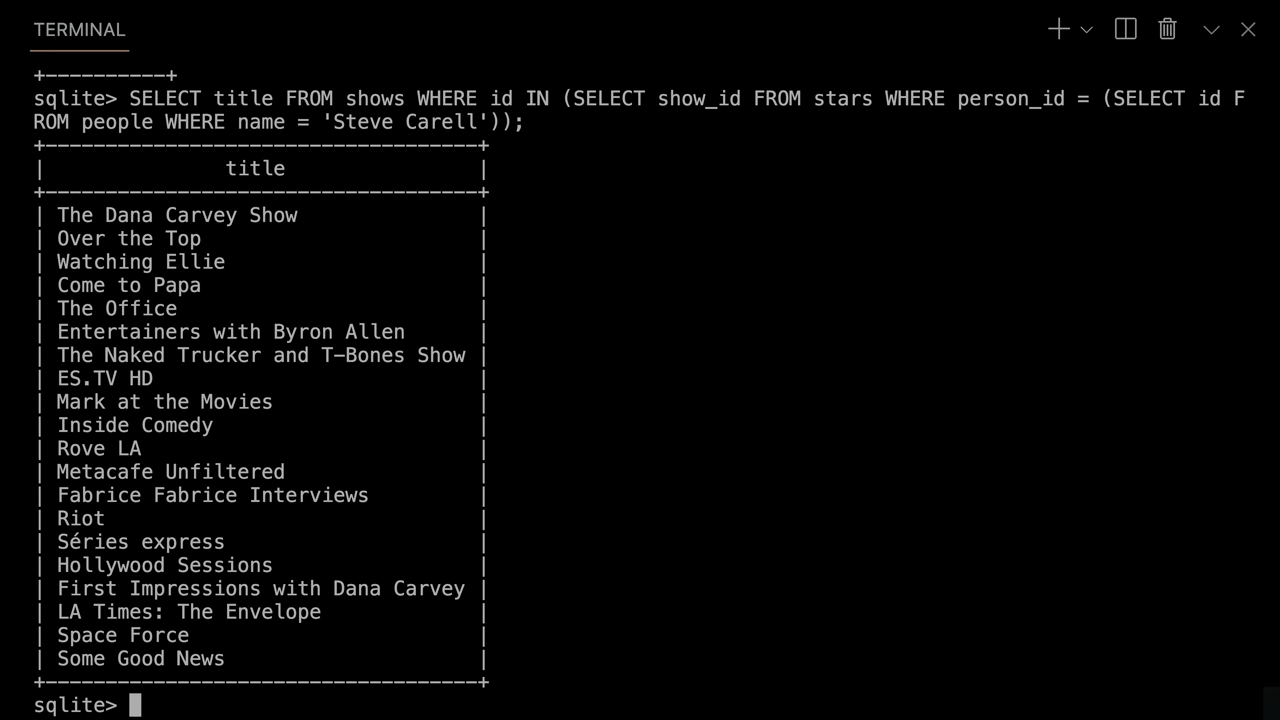 TERMINAL
+----------+
sqlite> SELECT title FROM shows WHERE id IN (SELECT show_id FROM stars WHERE person_id = (SELECT id F
ROM people WHERE name = 'Steve Carell'));
+------------------------------------+
|               title                |
+------------------------------------+
| The Dana Carvey Show               |
| Over the Top                       |
| Watching Ellie                     |
| Come to Papa                       |
| The Office                         |
| Entertainers with Byron Allen      |
| The Naked Trucker and T-Bones Show |
| ES.TV HD                           |
| Mark at the Movies                 |
| Inside Comedy                      |
| Rove LA                            |
| Metacafe Unfiltered                |
| Fabrice Fabrice Interviews         |
| Riot                               |
| Séries express                     |
| Hollywood Sessions                 |
| First Impressions with Dana Carvey |
| LA Times: The Envelope             |
| Space Force                        |
| Some Good News                     |
+------------------------------------+
sqlite>